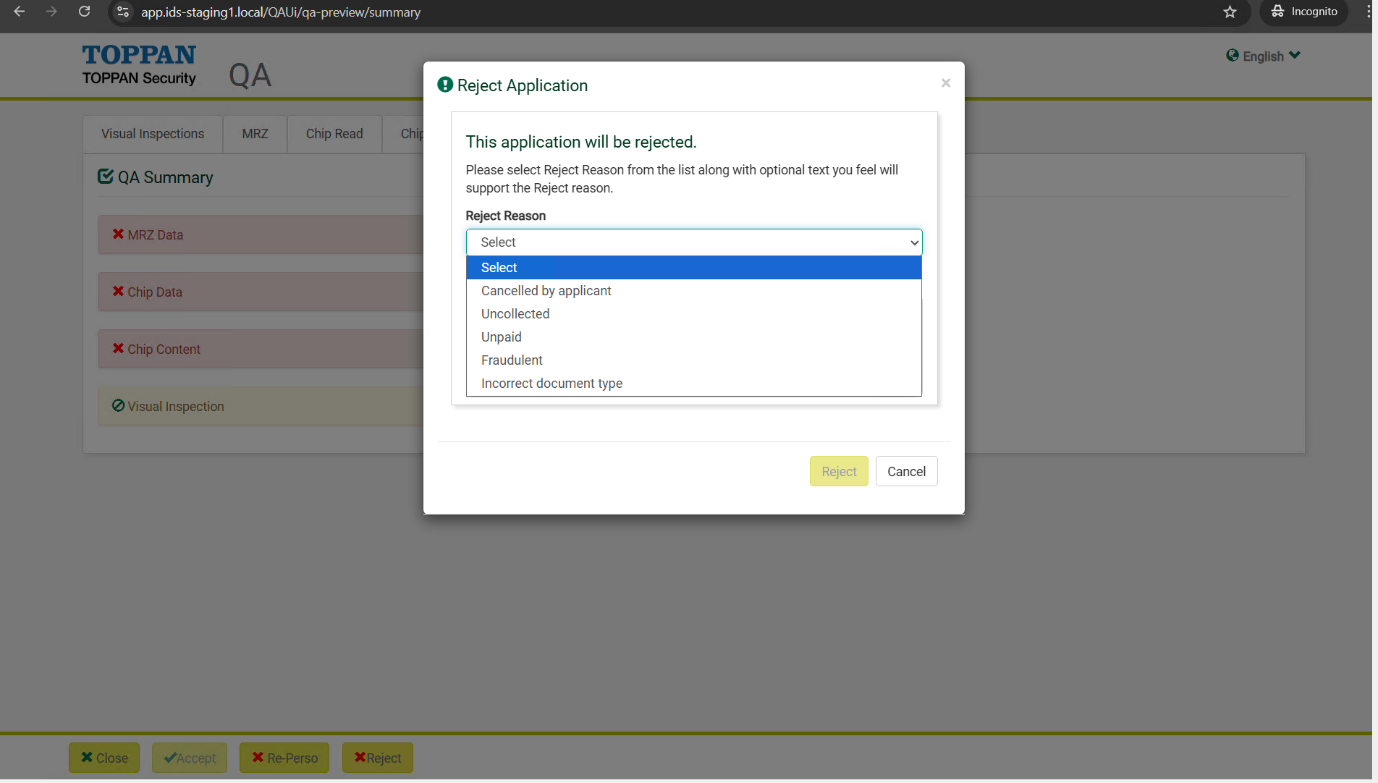 app.ids-staging1.local/QAUi/qa-preview/summary
Incognito
TOPPAN
TOPPAN Security
QA
English
Visual Inspections
MRZ
Chip Read
Chip
QA Summary
MRZ Data
Chip Data
Chip Content
Visual Inspection
Reject Application
×
This application will be rejected.
Please select Reject Reason from the list along with optional text you feel will
support the Reject reason.
Reject Reason
Select
Select
Cancelled by applicant
Uncollected
Unpaid
Fraudulent
Incorrect document type
Reject
Cancel
Close
Accept
Re-Perso
Reject